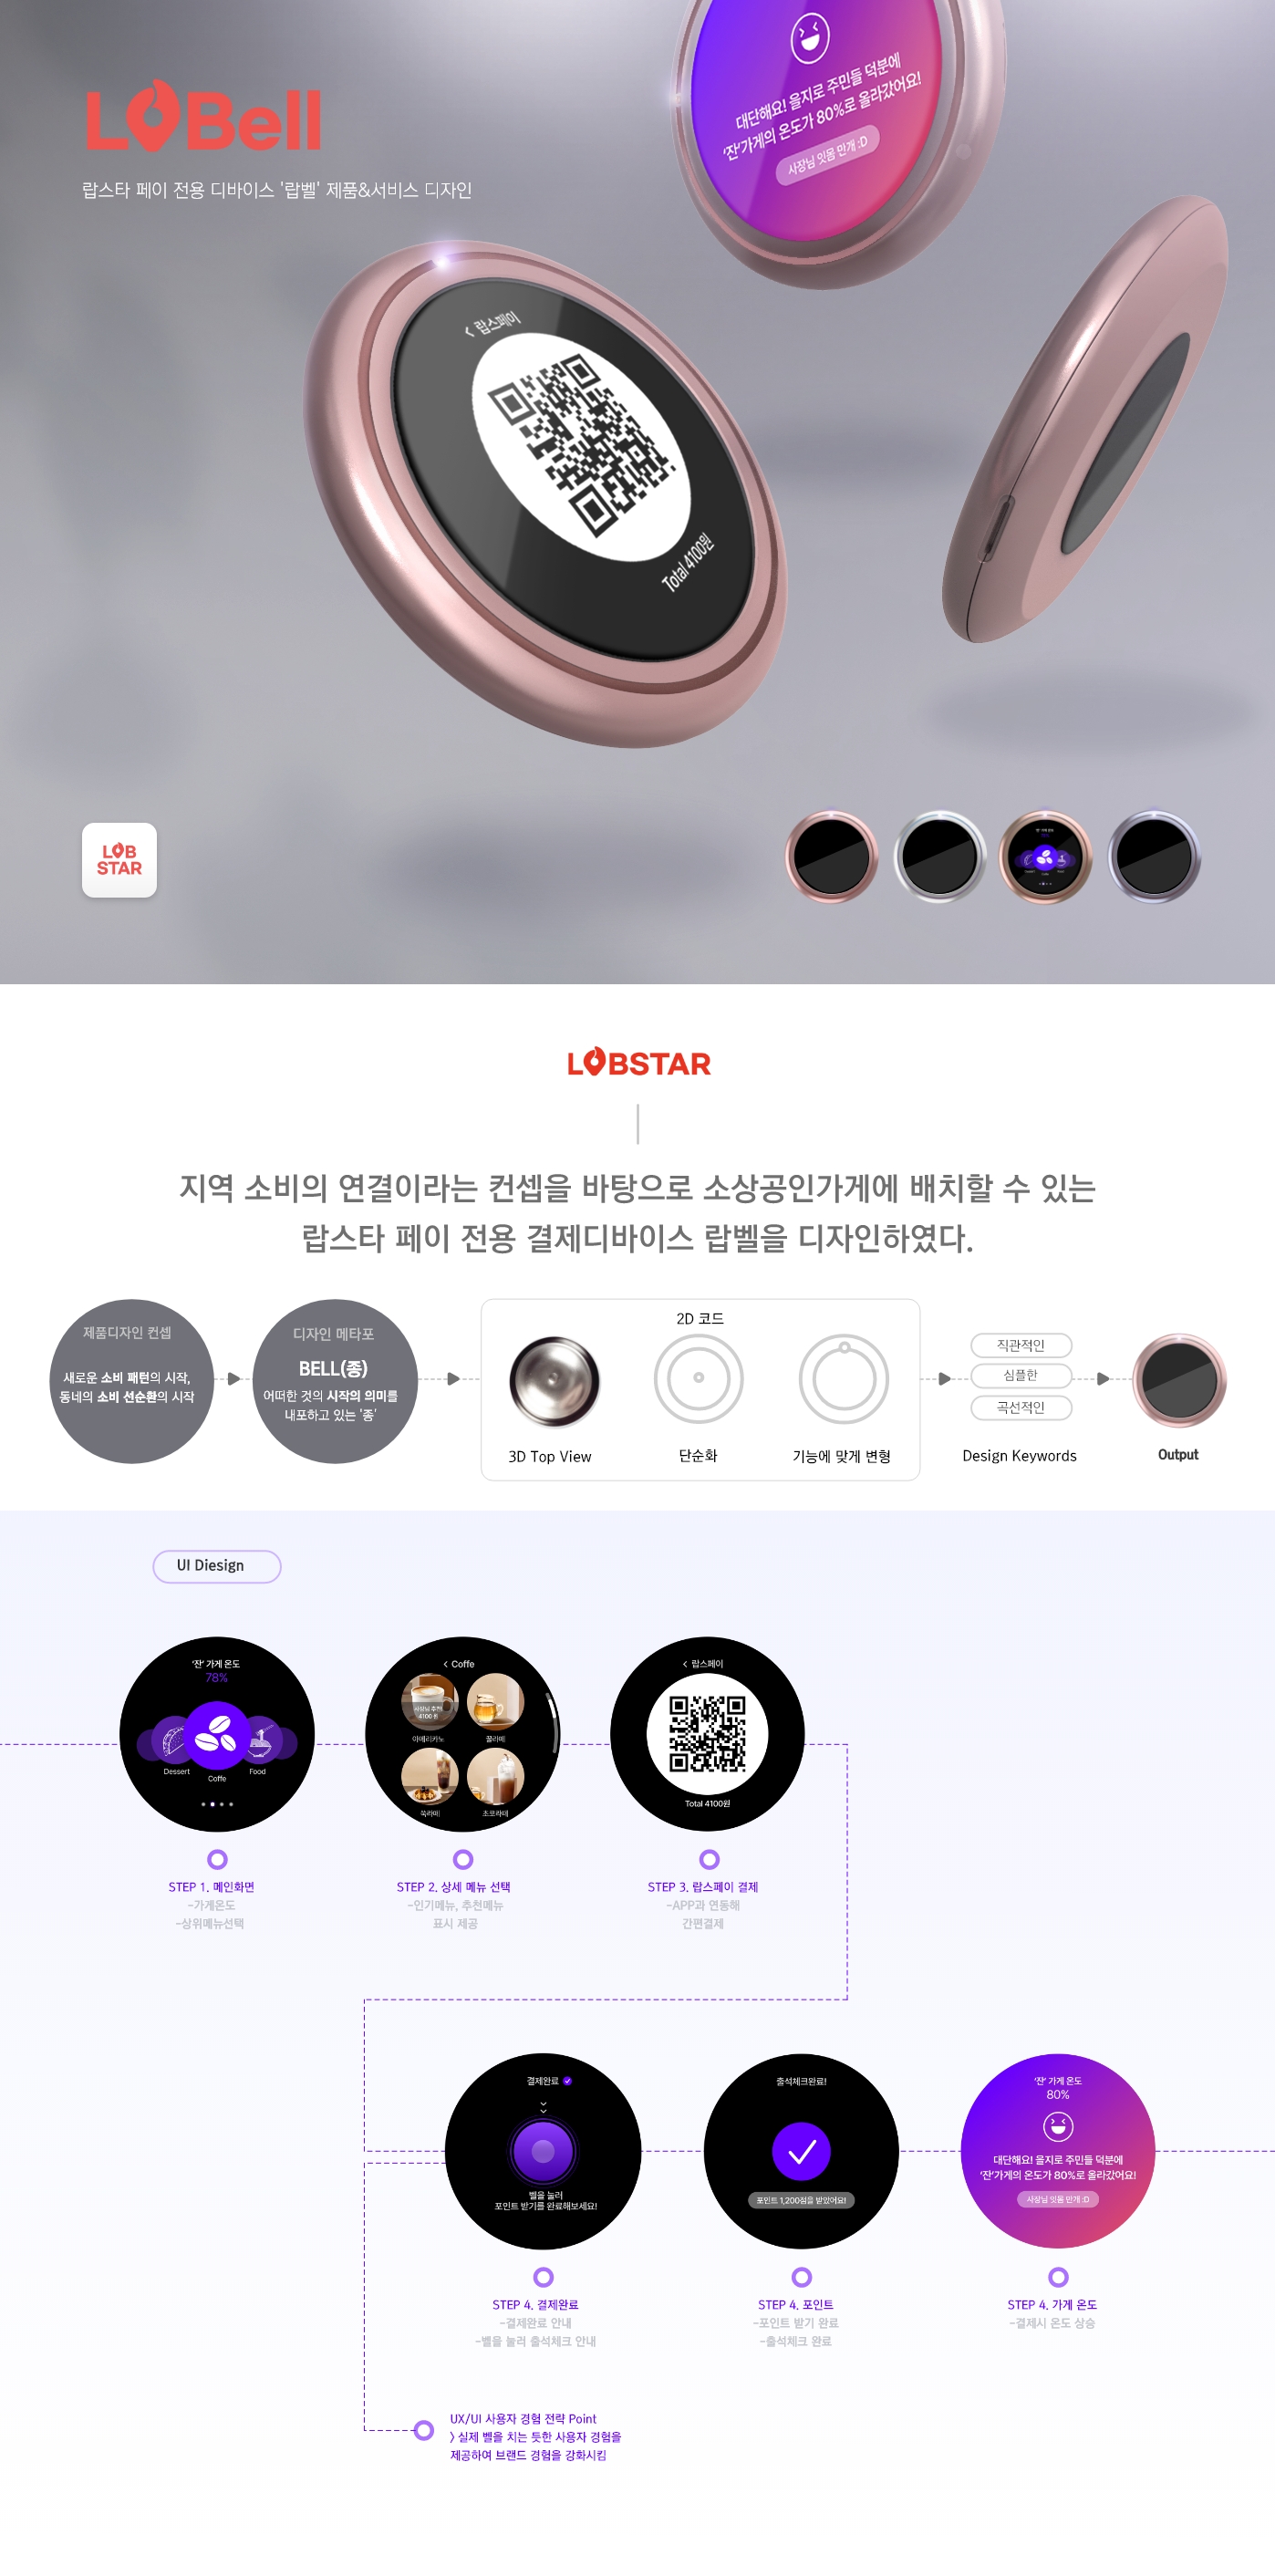 LOBell
랍스타 페이 전용 디바이스 '랍벨' 제품&서비스 디자인
대단해요! 을지로 주민들 덕분에
'잔'가게의 온도가 80%로 올라갔어요!
사장님 잇몸 만개 :D
< 랍스페이
Total 4100원
LOB
STAR
LOBSTAR
지역 소비의 연결이라는 컨셉을 바탕으로 소상공인가게에 배치할 수 있는
랍스타 페이 전용 결제디바이스 랍벨을 디자인하였다.
제품디자인 컨셉
새로운 소비 패턴의 시작,
동네의 소비 선순환의 시작
디자인 메타포
BELL(종)
어떠한 것의 시작의 의미를
내포하고 있는 '종'
2D 코드
3D Top View
단순화
기능에 맞게 변형
직관적인
심플한
곡선적인
Design Keywords
Output
UI Diesign
'잔' 가게 온도
78%
Dessert
Coffe
Food
< Coffe
사장님 추천
4100 원
아메리카노
꿀라떼
쑥라떼
초코라떼
< 랍스페이
Total 4100원
STEP 1. 메인화면
-가게온도
-상위메뉴선택
STEP 2. 상세 메뉴 선택
-인기메뉴, 추천메뉴
표시 제공
STEP 3. 랍스페이 결제
-APP과 연동해
간편결제
결제완료
벨을 눌러
포인트 받기를 완료해보세요!
출석체크완료!
포인트 1,200점을 받았어요!
'잔' 가게 온도
80%
대단해요! 을지로 주민들 덕분에
'잔'가게의 온도가 80%로 올라갔어요!
사장님 잇몸 만개 :D
STEP 4. 결제완료
-결제완료 안내
-벨을 눌러 출석체크 안내
STEP 4. 포인트
-포인트 받기 완료
-출석체크 완료
STEP 4. 가게 온도
-결제시 온도 상승
UX/UI 사용자 경험 전략 Point
> 실제 벨을 치는 듯한 사용자 경험을
제공하여 브랜드 경험을 강화시킴